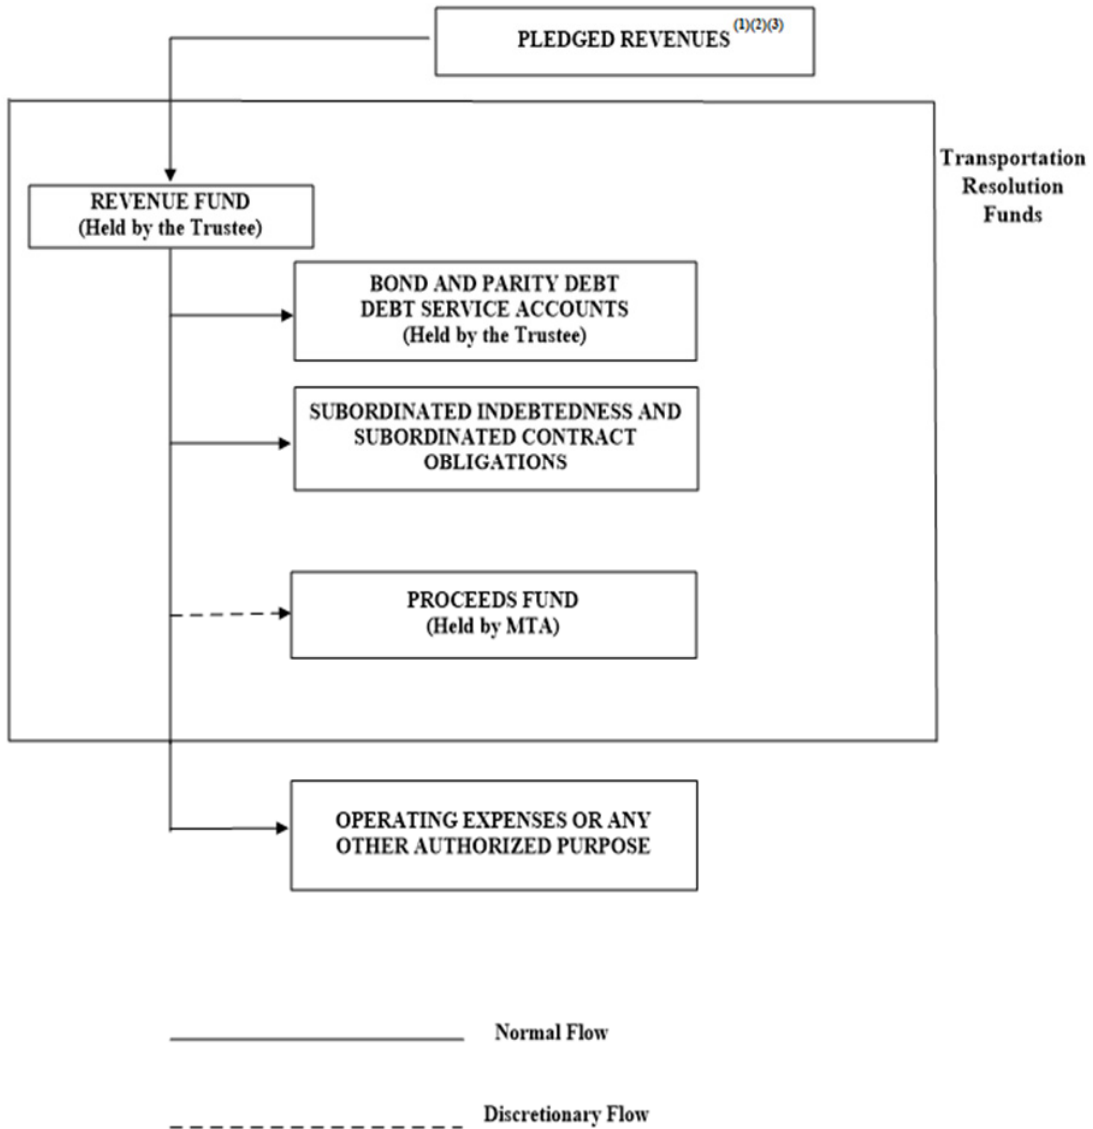 PLEDGED REVENUES (1)(2)(3)
Transportation
Resolution
Funds
REVENUE FUND
(Held by the Trustee)
BOND AND PARITY DEBT
DEBT SERVICE ACCOUNTS
(Held by the Trustee)
SUBORDINATED INDEBTEDNESS AND
SUBORDINATED CONTRACT
OBLIGATIONS
PROCEEDS FUND
(Held by MTA)
OPERATING EXPENSES OR ANY
OTHER AUTHORIZED PURPOSE
Normal Flow
Discretionary Flow